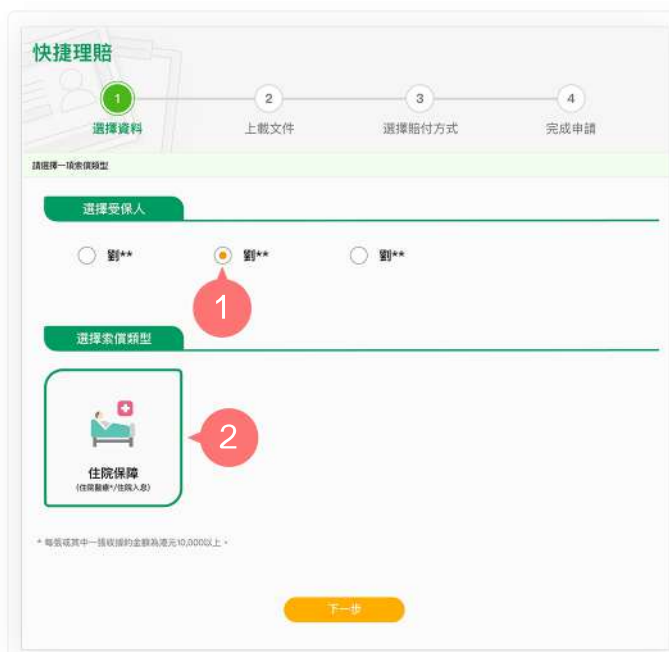 快捷理賠
1 2 3 4
選擇資料 上載文件 選擇賠付方式 完成申請
請選擇一項索償類型
選擇受保人
劉** 劉** 劉**
1
選擇索償類型
2
住院保障
(住院醫療*/住院入息)
* 每張或其中一張收據的金額為港元10,000以上。
下一步